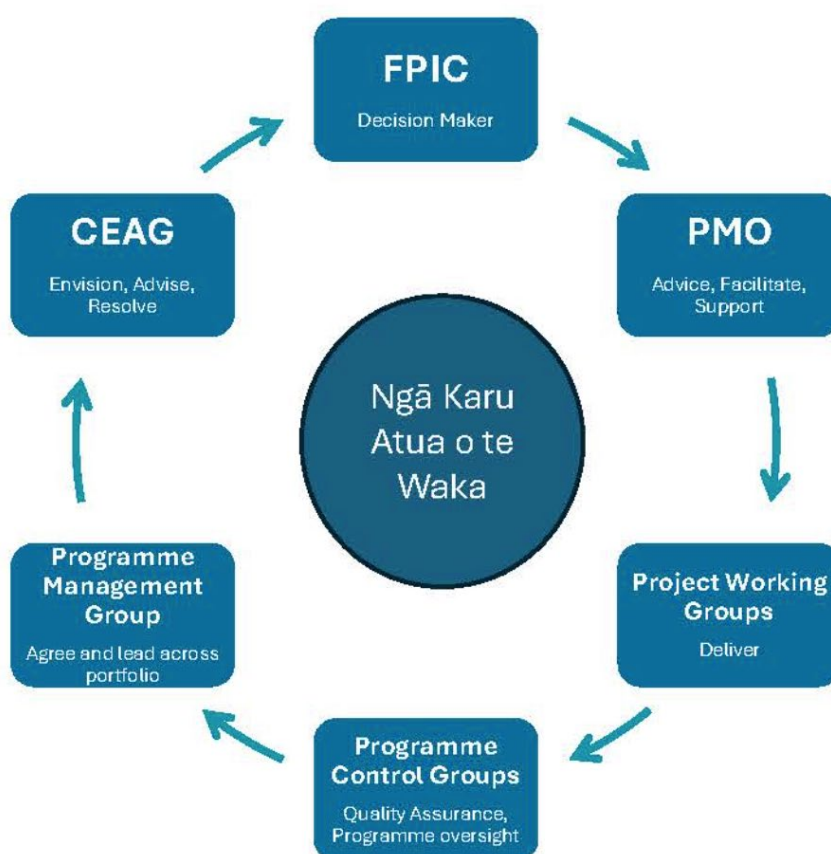 FPIC
Decision Maker
PMO
Advice, Facilitate,
Support
Project Working
Groups
Deliver
Programme
Control Groups
Quality Assurance,
Programme oversight
Programme
Management
Group
Agree and lead across
portfolio
CEAG
Envision, Advise,
Resolve
Ngā Karu
Atua o te
Waka